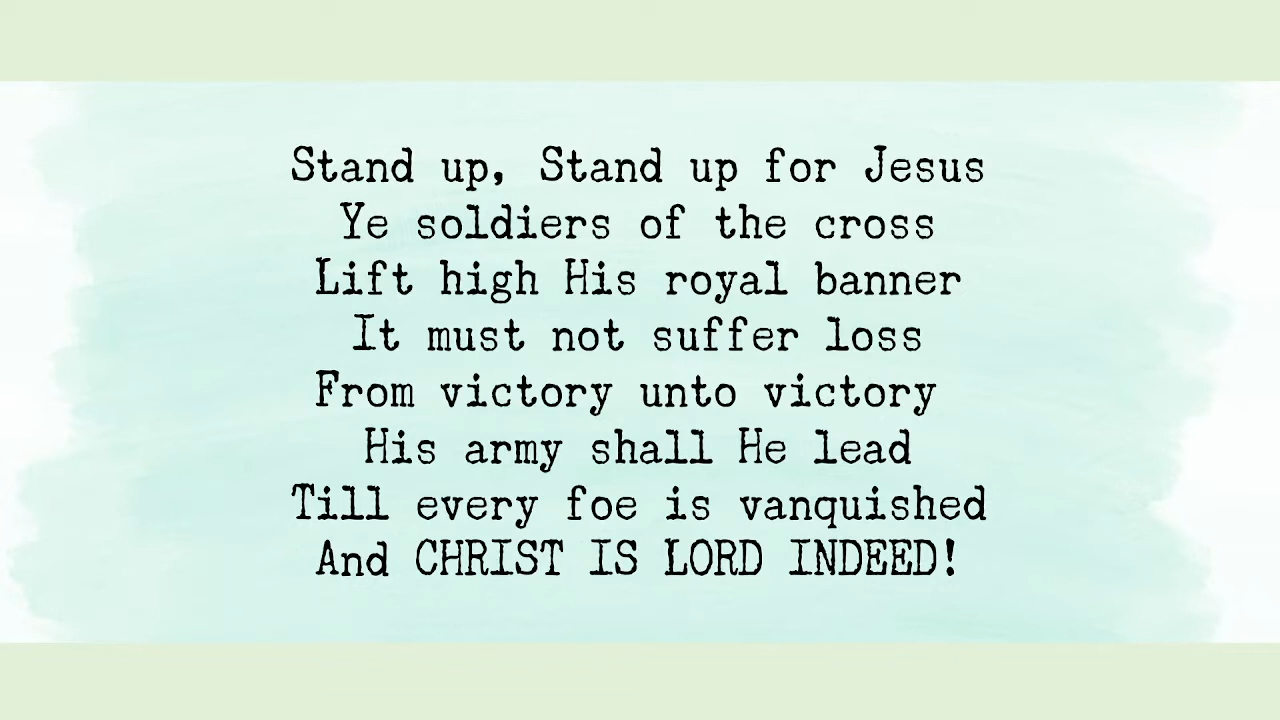 Stand up, Stand up for Jesus
Ye soldiers of the cross
Lift high His royal banner
It must not suffer loss
From victory unto victory
His army shall He lead
Till every foe is vanquished
And CHRIST IS LORD INDEED!